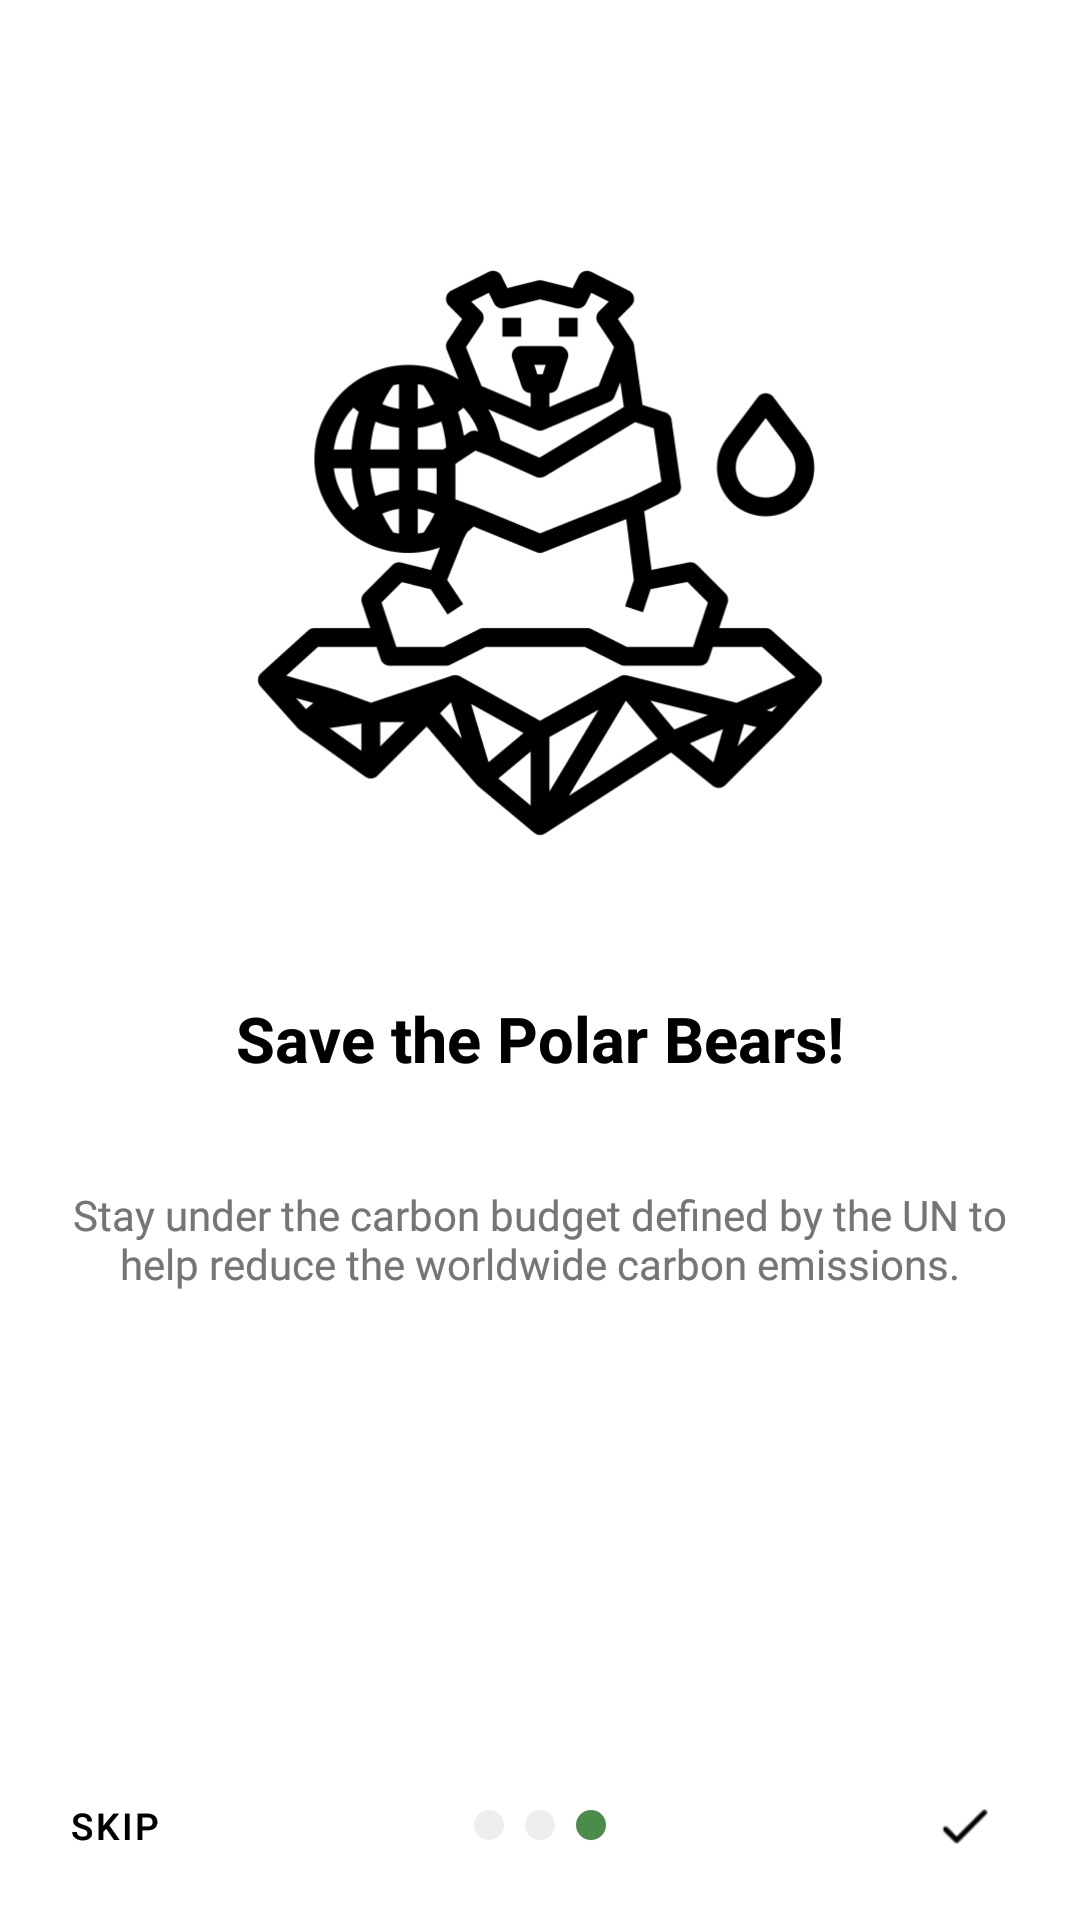 Save the Polar Bears!
Stay under the carbon budget defined by the UN to
help reduce the worldwide carbon emissions.
SKIP